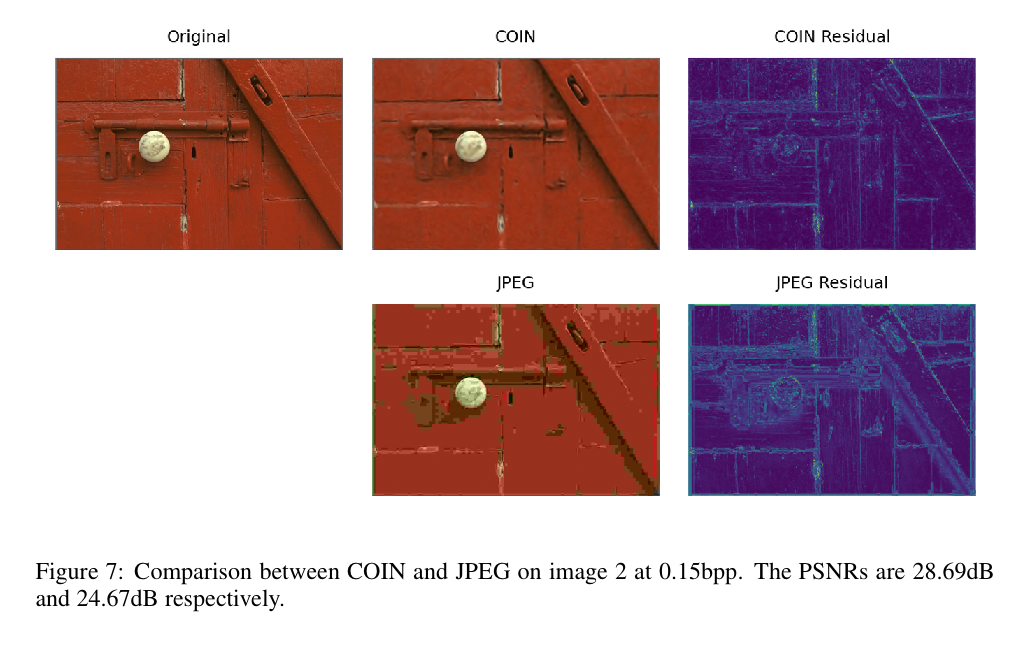 Original
COIN
COIN Residual
JPEG
JPEG Residual
Figure 7: Comparison between COIN and JPEG on image 2 at 0.15bpp. The PSNRs are 28.69dB
and 24.67dB respectively.